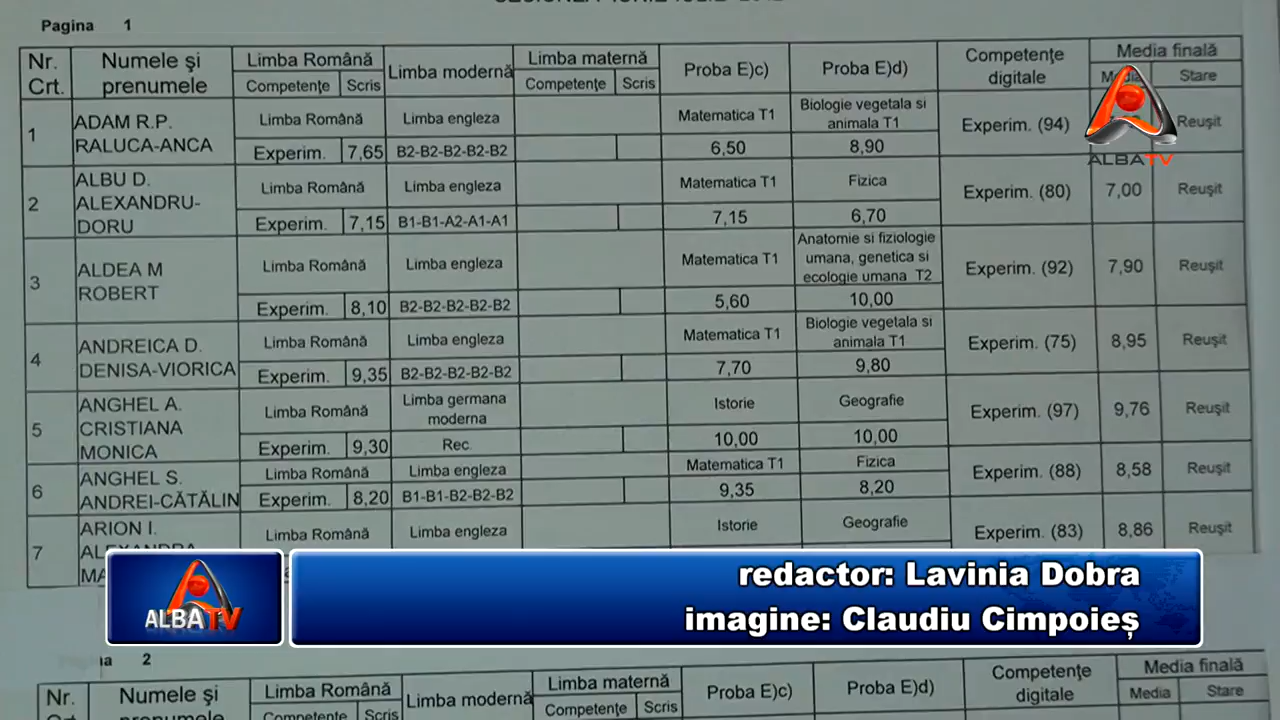 Pagina 1
Nr. Crt. Numele şi prenumele Limba Română Limba modernă Limba maternă Proba E)c) Proba E)d) Competenţe digitale Media finală
Competenţe Scris Competenţe Scris Stare
1 ADAM R.P. RALUCA-ANCA Limba Română Limba engleza Matematica T1 Biologie vegetala si animala T1 Experim. (94) Reuşit
Experim. 7,65 B2-B2-B2-B2-B2 6,50 8,90
2 ALBU D. ALEXANDRU-DORU Limba Română Limba engleza Matematica T1 Fizica Experim. (80) 7,00 Reuşit
Experim. 7,15 B1-B1-A2-A1-A1 7,15 6,70
3 ALDEA M ROBERT Limba Română Limba engleza Matematica T1 Anatomie si fiziologie umana, genetica si ecologie umana T2 Experim. (92) 7,90 Reuşit
Experim. 8,10 B2-B2-B2-B2-B2 5,60 10,00
4 ANDREICA D. DENISA-VIORICA Limba Română Limba engleza Matematica T1 Biologie vegetala si animala T1 Experim. (75) 8,95 Reuşit
Experim. 9,35 B2-B2-B2-B2-B2 7,70 9,80
5 ANGHEL A. CRISTIANA MONICA Limba Română Limba germana moderna Istorie Geografie Experim. (97) 9,76 Reuşit
Experim. 9,30 Rec 10,00 10,00
6 ANGHEL S. ANDREI-CĂTĂLIN Limba Română Limba engleza Matematica T1 Fizica Experim. (88) 8,58 Reuşit
Experim. 8,20 B1-B1-B2-B2-B2 9,35 8,20
7 ARION I. Limba Română Limba engleza Istorie Geografie Experim. (83) 8,86 Reuşit
ALBATV
ALBATV
redactor: Lavinia Dobra
imagine: Claudiu Cimpoieș
2
Nr. Numele şi prenumele Limba Română Limba modernă Limba maternă Proba E)c) Proba E)d) Competenţe digitale Media finală
Competenţe Scris Competenţe Scris Media Stare